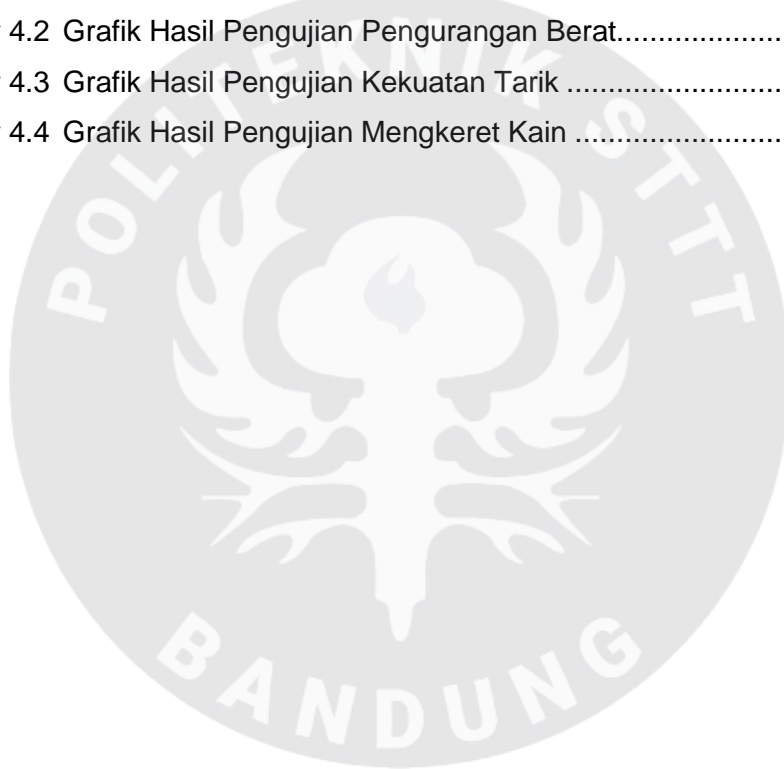 4.2 Grafik Hasil Pengujian Pengurangan Berat....................
4.3 Grafik Hasil Pengujian Kekuatan Tarik ..........................
4.4 Grafik Hasil Pengujian Mengkeret Kain .........................
POLITEKNIK STTT
BANDUNG